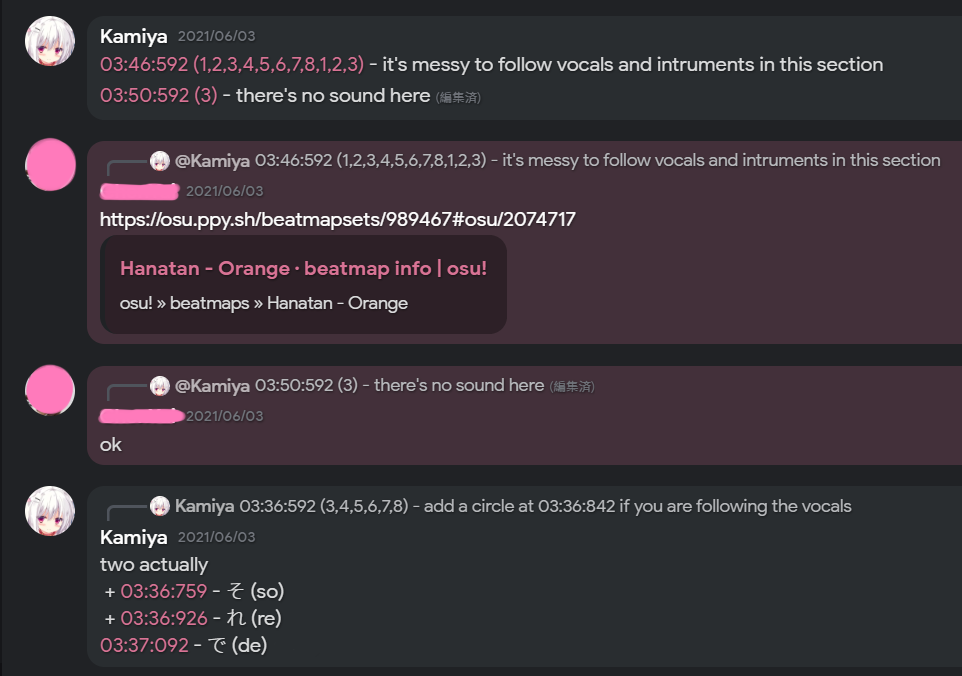 Kamiya 2021/06/03
03:46:592 (1,2,3,4,5,6,7,8,1,2,3) - it's messy to follow vocals and intruments in this section
03:50:592 (3) - there's no sound here (編集済)
@Kamiya 03:46:592 (1,2,3,4,5,6,7,8,1,2,3) - it's messy to follow vocals and intruments in this section
2021/06/03
https://osu.ppy.sh/beatmapsets/989467#osu/2074717
Hanatan - Orange · beatmap info | osu!
osu! » beatmaps » Hanatan - Orange
@Kamiya 03:50:592 (3) - there's no sound here (編集済)
2021/06/03
ok
Kamiya 03:36:592 (3,4,5,6,7,8) - add a circle at 03:36:842 if you are following the vocals
Kamiya 2021/06/03
two actually
+ 03:36:759 - そ (so)
+ 03:36:926 - れ (re)
03:37:092 - で (de)